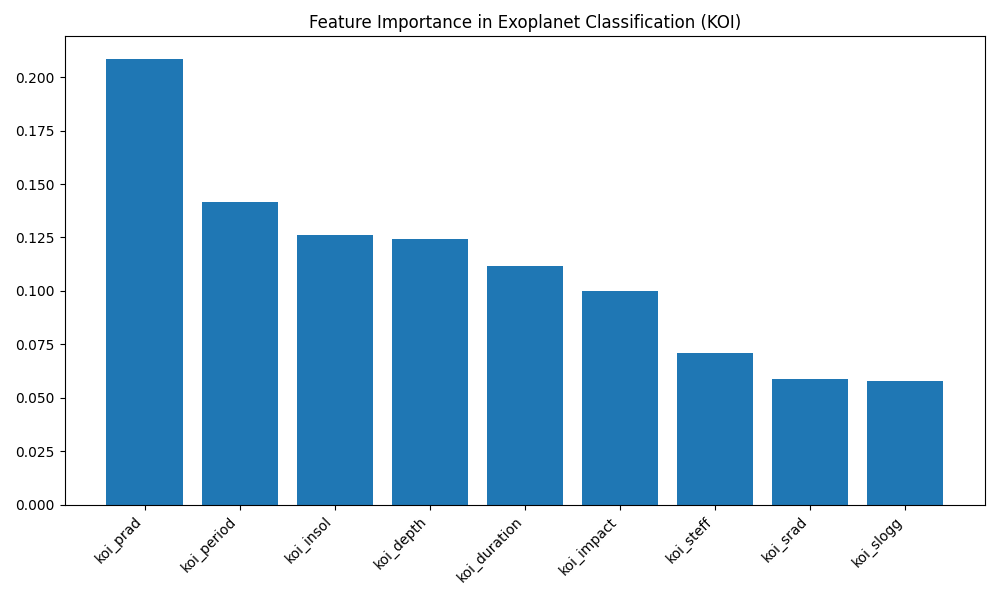 Feature Importance in Exoplanet Classification (KOI)
0.200
0.175
0.150
0.125
0.100
0.075
0.050
0.025
0.000
koi_prad
koi_period
koi_insol
koi_depth
koi_duration
koi_impact
koi_steff
koi_srad
koi_slogg